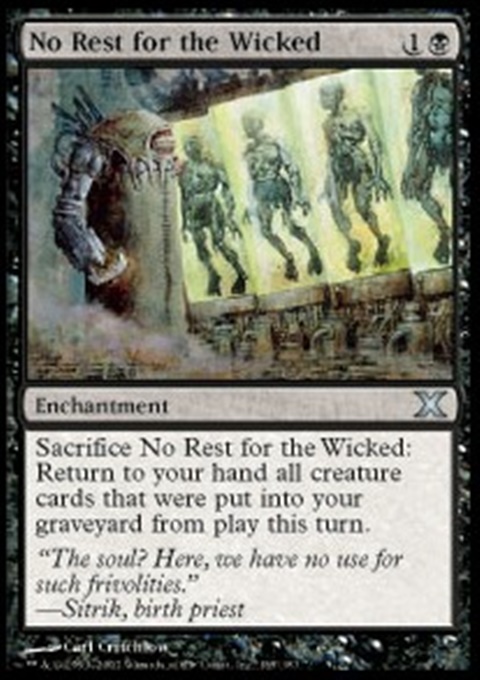 No Rest for the Wicked 1
Enchantment
Sacrifice No Rest for the Wicked:
Return to your hand all creature
cards that were put into your
graveyard from play this turn.
“The soul? Here, we have no use for
such frivolities.”
—Sitrik, birth priest
Carl Critchlow